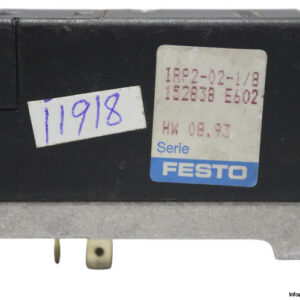 IRP2-02-1/8
152838 E602
11918
HW 08.93
Serie
FESTO